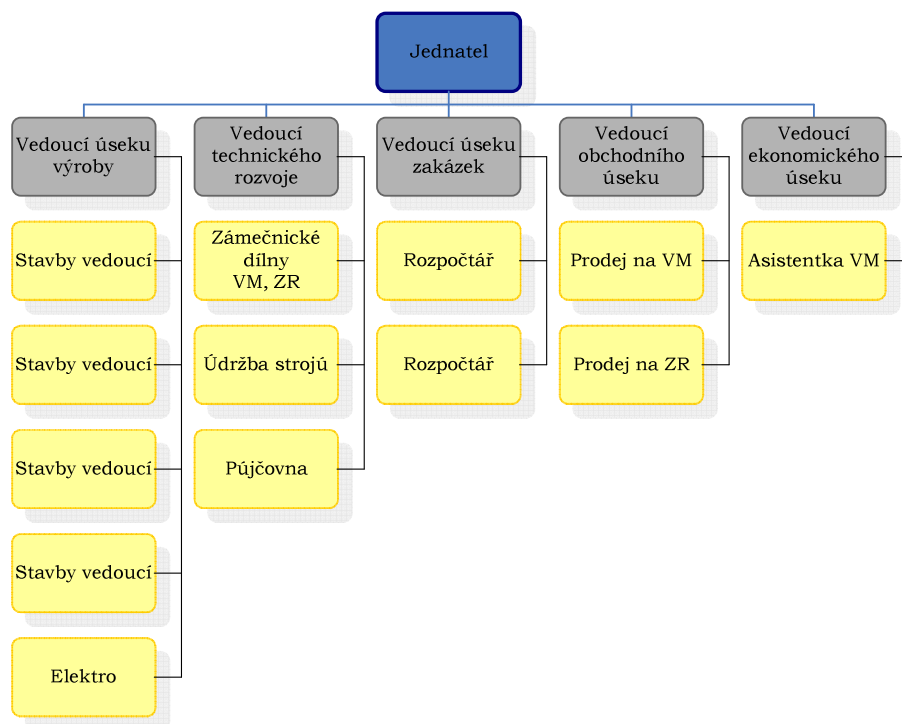 Jednatel
Vedoucí úseku
výroby
Vedoucí
technického
rozvoje
Vedoucí úseku
zakázek
Vedoucí
obchodního
úseku
Vedoucí
ekonomického
úseku
Stavby vedoucí
Zámečnické
dílny
VM, ZR
Rozpočtář
Prodej na VM
Asistentka VM
Stavby vedoucí
Údržba strojú
Rozpočtář
Prodej na ZR
Stavby vedoucí
Pújčovna
Stavby vedoucí
Elektro